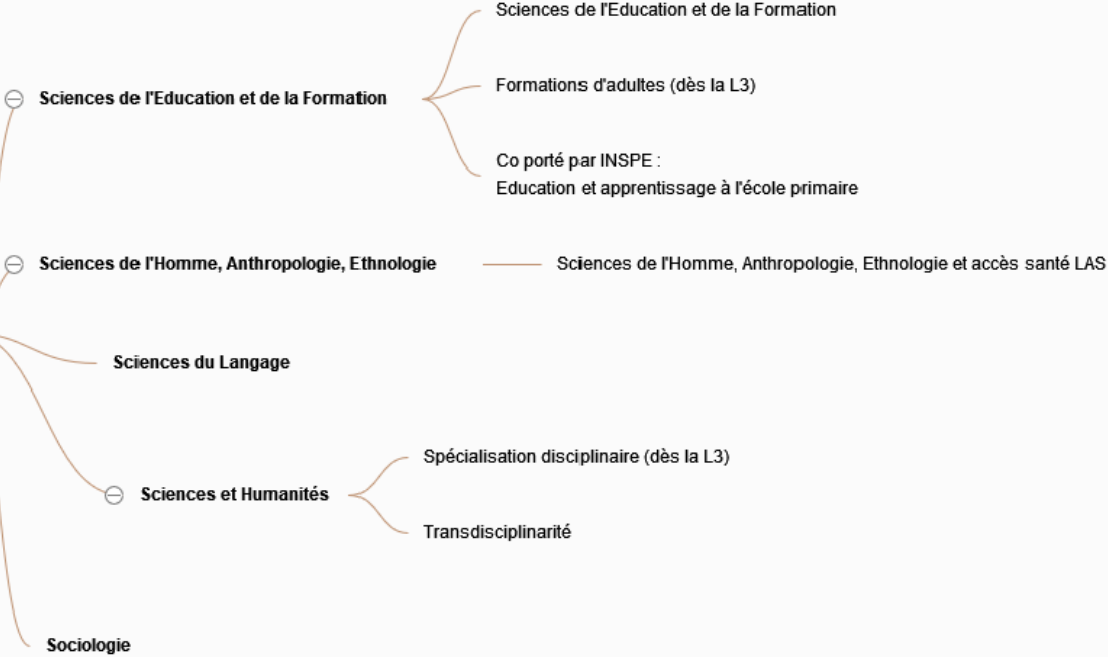 Sciences de l'Education et de la Formation
Sciences de l'Education et de la Formation
Formations d'adultes (dès la L3)
Co porté par INSPE :
Education et apprentissage à l'école primaire
Sciences de l'Homme, Anthropologie, Ethnologie
Sciences de l'Homme, Anthropologie, Ethnologie et accès santé LAS
Sciences du Langage
Sciences et Humanités
Spécialisation disciplinaire (dès la L3)
Transdisciplinarité
Sociologie